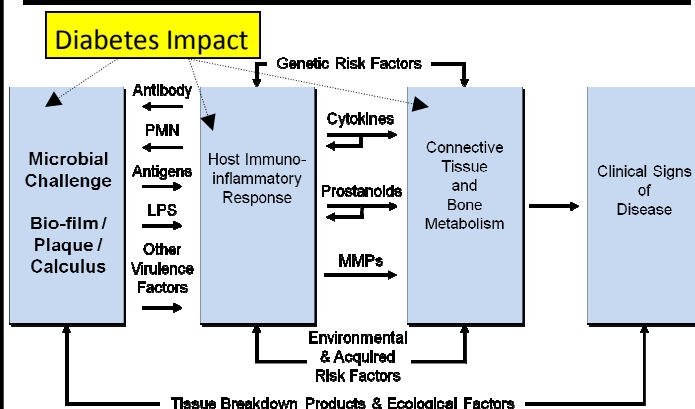 Diabetes Impact
Genetic Risk Factors
Microbial
Challenge
Bio-film /
Plaque /
Calculus
Antibody
PMN
Antigens
LPS
Other
Virulence
Factors
Host Immuno-
inflammatory
Response
Cytokines
Prostanoids
MMPs
Connective
Tissue
and
Bone
Metabolism
Clinical Signs
of
Disease
Environmental
& Acquired
Risk Factors
Tissue Breakdown Products & Ecological Factors